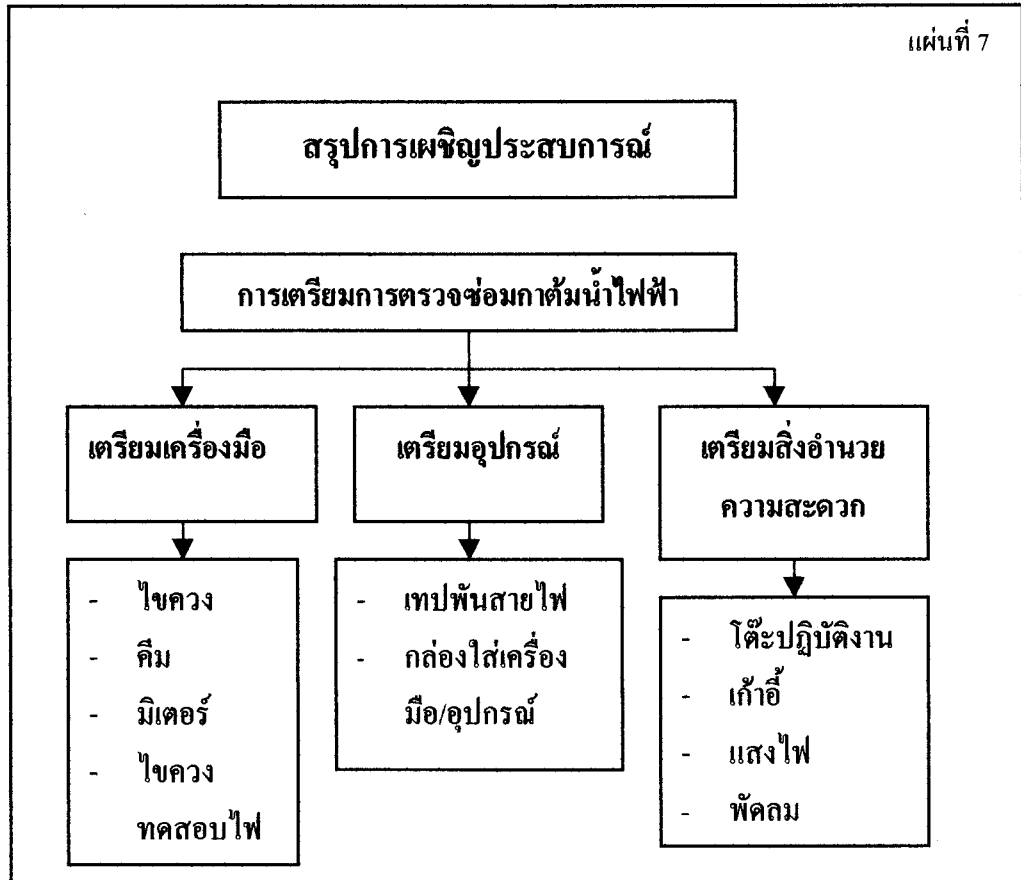 แผ่นที่ 7
สรุปการเผชิญประสบการณ์
การเตรียมการตรวจซ่อมกาต้มน้ำไฟฟ้า
เตรียมเครื่องมือ
เตรียมอุปกรณ์
เตรียมสิ่งอำนวย
ความสะดวก
- ไขควง
- คีม
- มิเตอร์
- ไขควง
ทดสอบไฟ
- เทปพันสายไฟ
- กล่องใส่เครื่อง
มือ/อุปกรณ์
- โต๊ะปฏิบัติงาน
- เก้าอี้
- แสงไฟ
- พัดลม